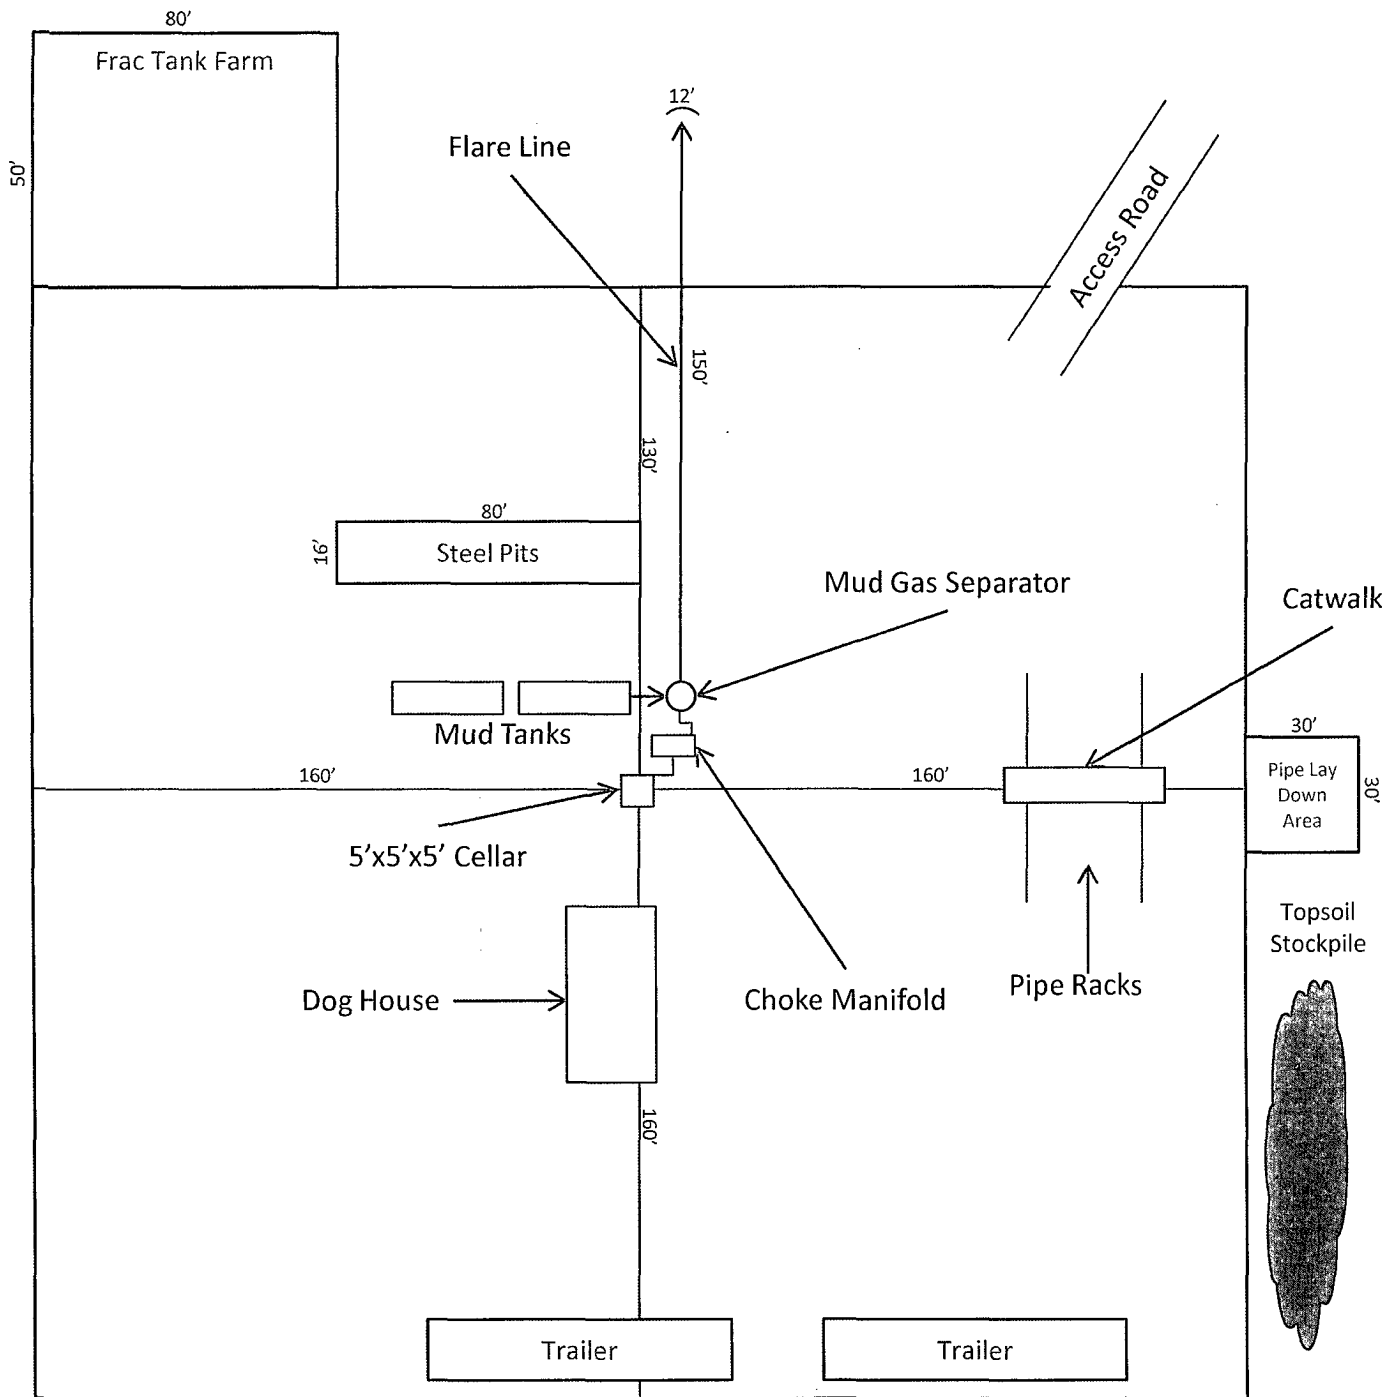 80’
Frac Tank Farm
50’
12’
Flare Line
Access Road
150’
130’
80’
16’
Steel Pits
Mud Gas Separator
Catwalk
Mud Tanks
160’
160’
30’
Pipe Lay
Down
Area
30’
5’x5’x5’ Cellar
Topsoil
Stockpile
Dog House
Choke Manifold
Pipe Racks
160’
Trailer
Trailer